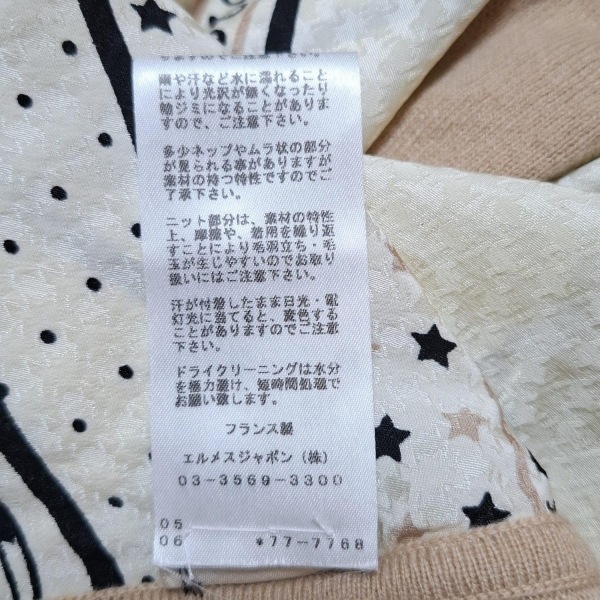 雨や汗など水に濡れること
により光沢が無くなったり
輪ジミになることがありま
すので、ご注意下さい。
多少ネップやムラ状の部分
が見られる事がありますが
素材の持つ特性ですのでご
了承下さい。
ニット部分は、素材の特性
上、摩擦や、着用を繰り返
すことにより毛羽立ち・毛
玉が生じやすいのでお取り
扱いにはご注意下さい。
汗が付着したまま日光・電
灯光に当てると、変色する
ことがありますのでご注意
下さい。
ドライクリーニングは水分
を極力避け、短時間処理で
お願い致します。
フランス製
エルメスジャポン(株)
03-3569-3300
05
06 *77-7768